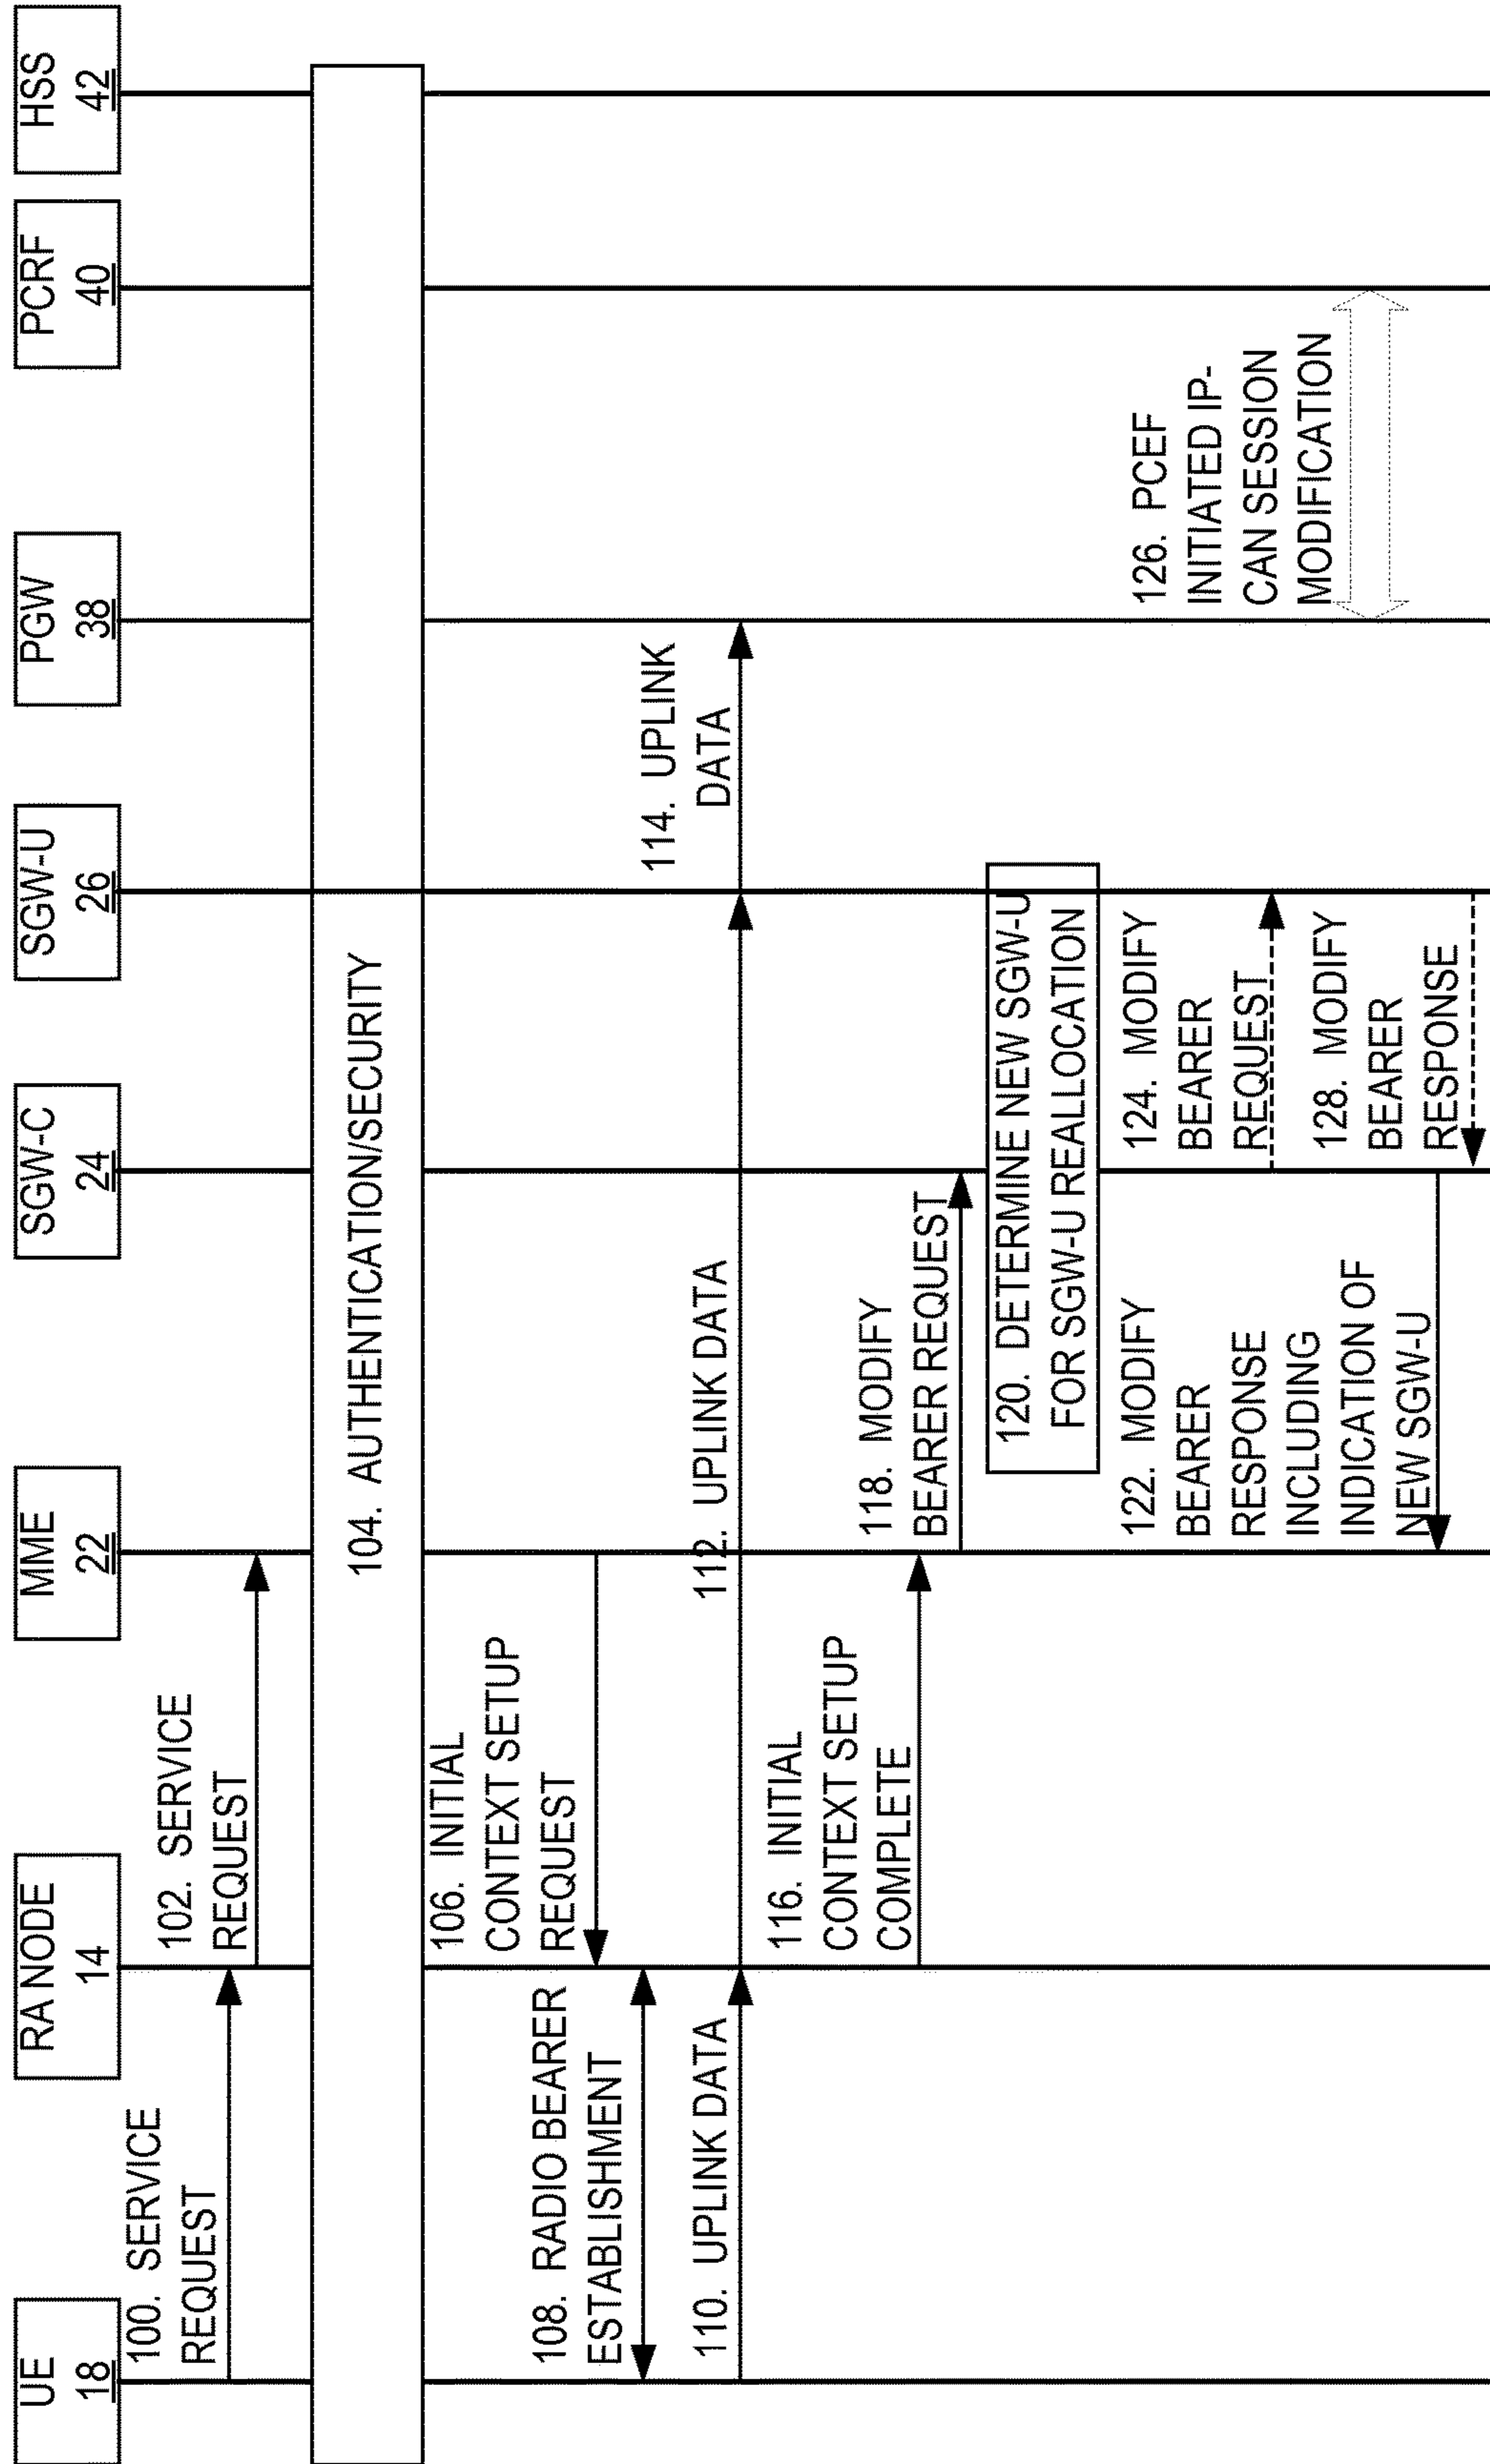 UE
18
RA NODE
14
MME
22
SGW-C
24
SGW-U
26
PGW
38
PCRF
40
HSS
42
100. SERVICE
REQUEST
102. SERVICE
REQUEST
104. AUTHENTICATION/SECURITY
106. INITIAL
CONTEXT SETUP
REQUEST
108. RADIO BEARER
ESTABLISHMENT
110. UPLINK DATA
112. UPLINK DATA
114. UPLINK
DATA
116. INITIAL
CONTEXT SETUP
COMPLETE
118. MODIFY
BEARER REQUEST
120. DETERMINE NEW SGW-U
FOR SGW-U REALLOCATION
122. MODIFY
BEARER
RESPONSE
INCLUDING
INDICATION OF
NEW SGW-U
124. MODIFY
BEARER
REQUEST
126. PCEF
INITIATED IP-
CAN SESSION
MODIFICATION
128. MODIFY
BEARER
RESPONSE